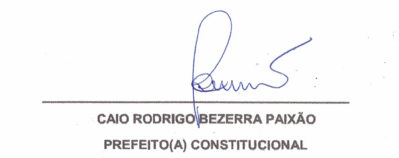 CAIO RODRIGO BEZERRA PAIXÃO
PREFEITO(A) CONSTITUCIONAL